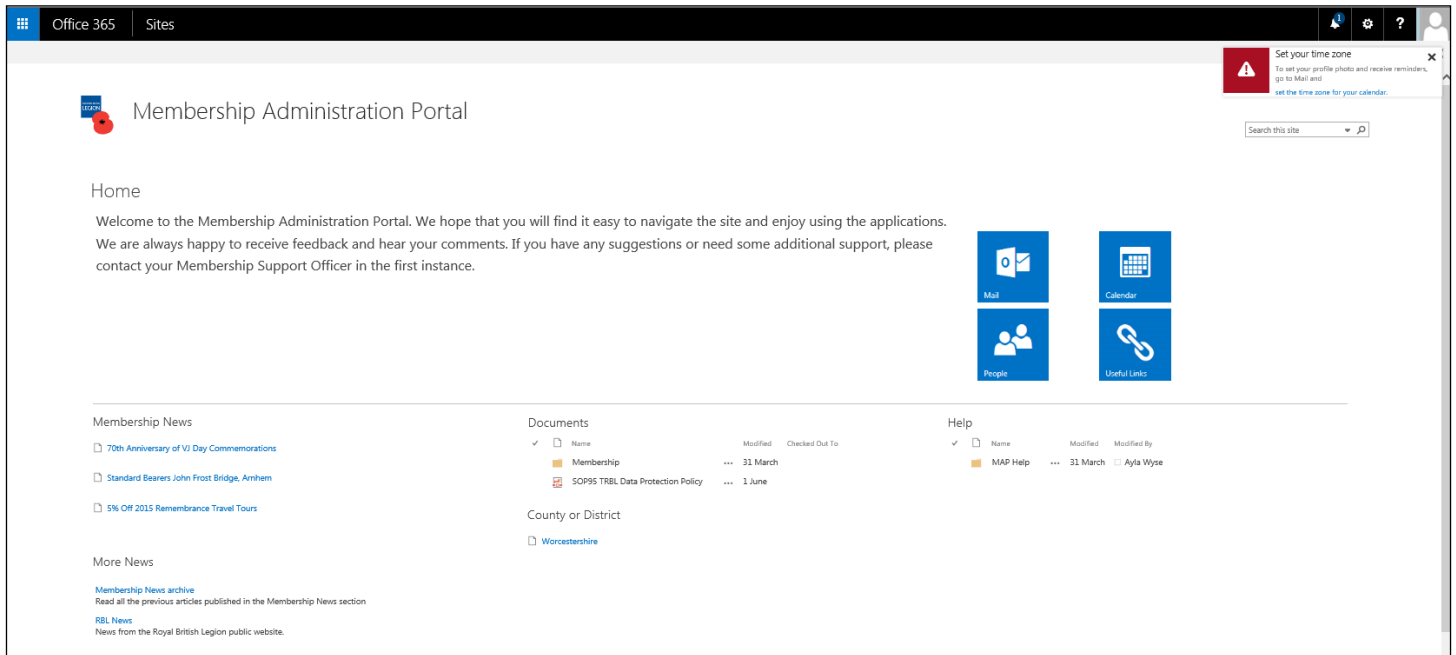 Office 365 Sites
1
?
Set your time zone
To set your profile photo and receive reminders,
go to Mail and
set the time zone for your calendar.
LEGION
Membership Administration Portal
Search this site
Home
Welcome to the Membership Administration Portal. We hope that you will find it easy to navigate the site and enjoy using the applications.
We are always happy to receive feedback and hear your comments. If you have any suggestions or need some additional support, please
contact your Membership Support Officer in the first instance.
Mail
Calendar
People
Useful Links
Membership News
70th Anniversary of VJ Day Commemorations
Standard Bearers John Frost Bridge, Arnhem
5% Off 2015 Remembrance Travel Tours
More News
Membership News archive
Read all the previous articles published in the Membership News section
RBL News
News from the Royal British Legion public website.
Documents
Name Modified Checked Out To
Membership ... 31 March
SOP95 TRBL Data Protection Policy ... 1 June
County or District
Worcestershire
Help
Name Modified Modified By
MAP Help ... 31 March Ayla Wyse